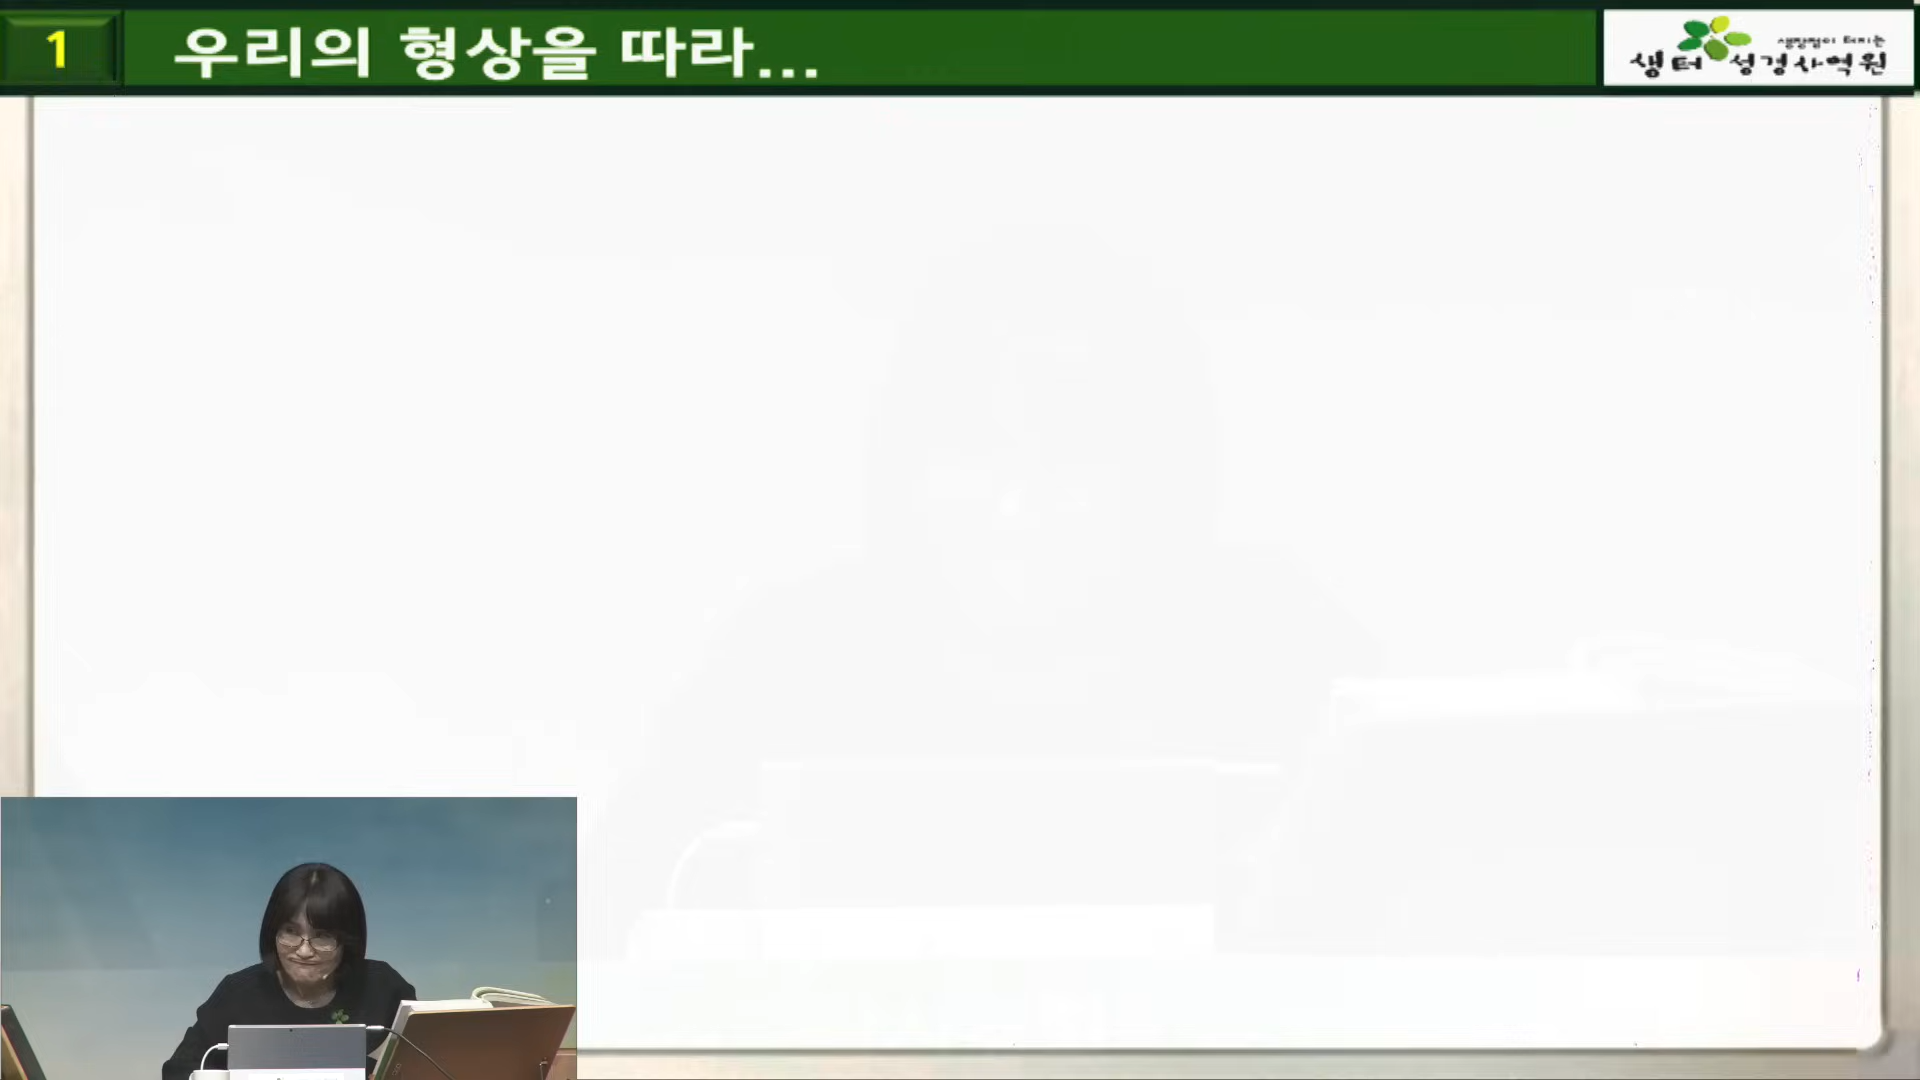 1
우리의 형상을 따라...
생명정이 터지는
생터 성경사역원